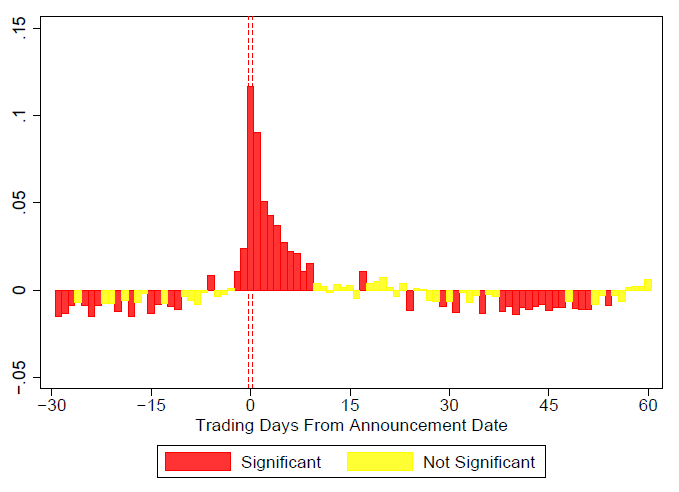 .15
.1
.05
0
-.05
−30 −15 0 15 30 45 60
Trading Days From Announcement Date
Significant Not Significant